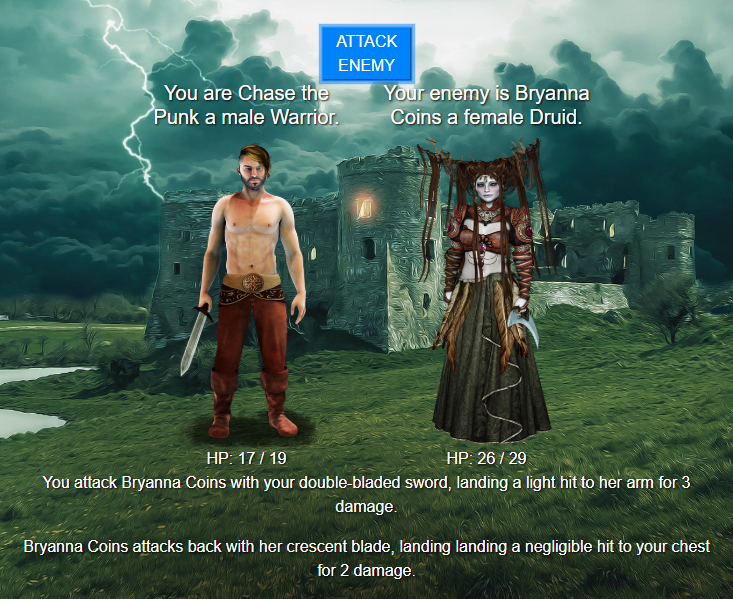 ATTACK
ENEMY
You are Chase the
Punk a male Warrior.
Your enemy is Bryanna
Coins a female Druid.
HP: 17 / 19
HP: 26 / 29
You attack Bryanna Coins with your double-bladed sword, landing a light hit to her arm for 3
damage.
Bryanna Coins attacks back with her crescent blade, landing landing a negligible hit to your chest
for 2 damage.